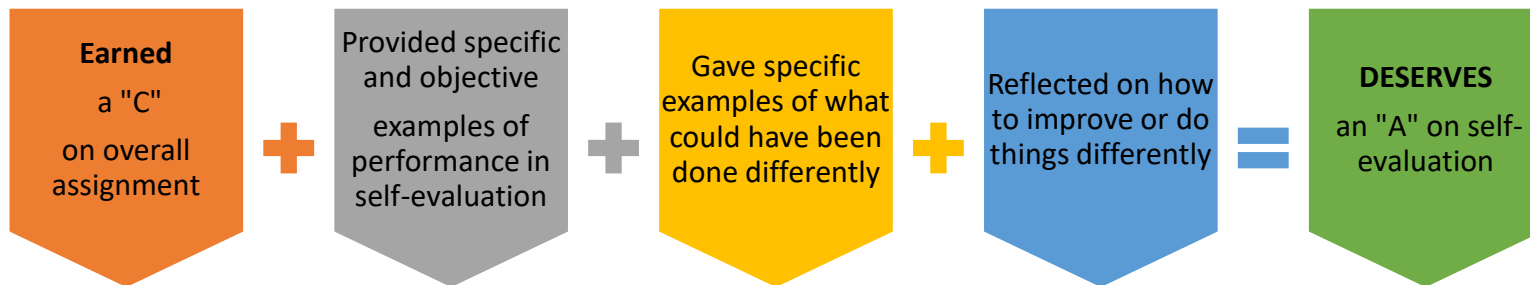 Earned
a "C"
on overall
assignment
Provided specific
and objective
examples of
performance in
self-evaluation
Gave specific
examples of what
could have been
done differently
Reflected on how
to improve or do
things differently
DESERVES
an "A" on self-
evaluation